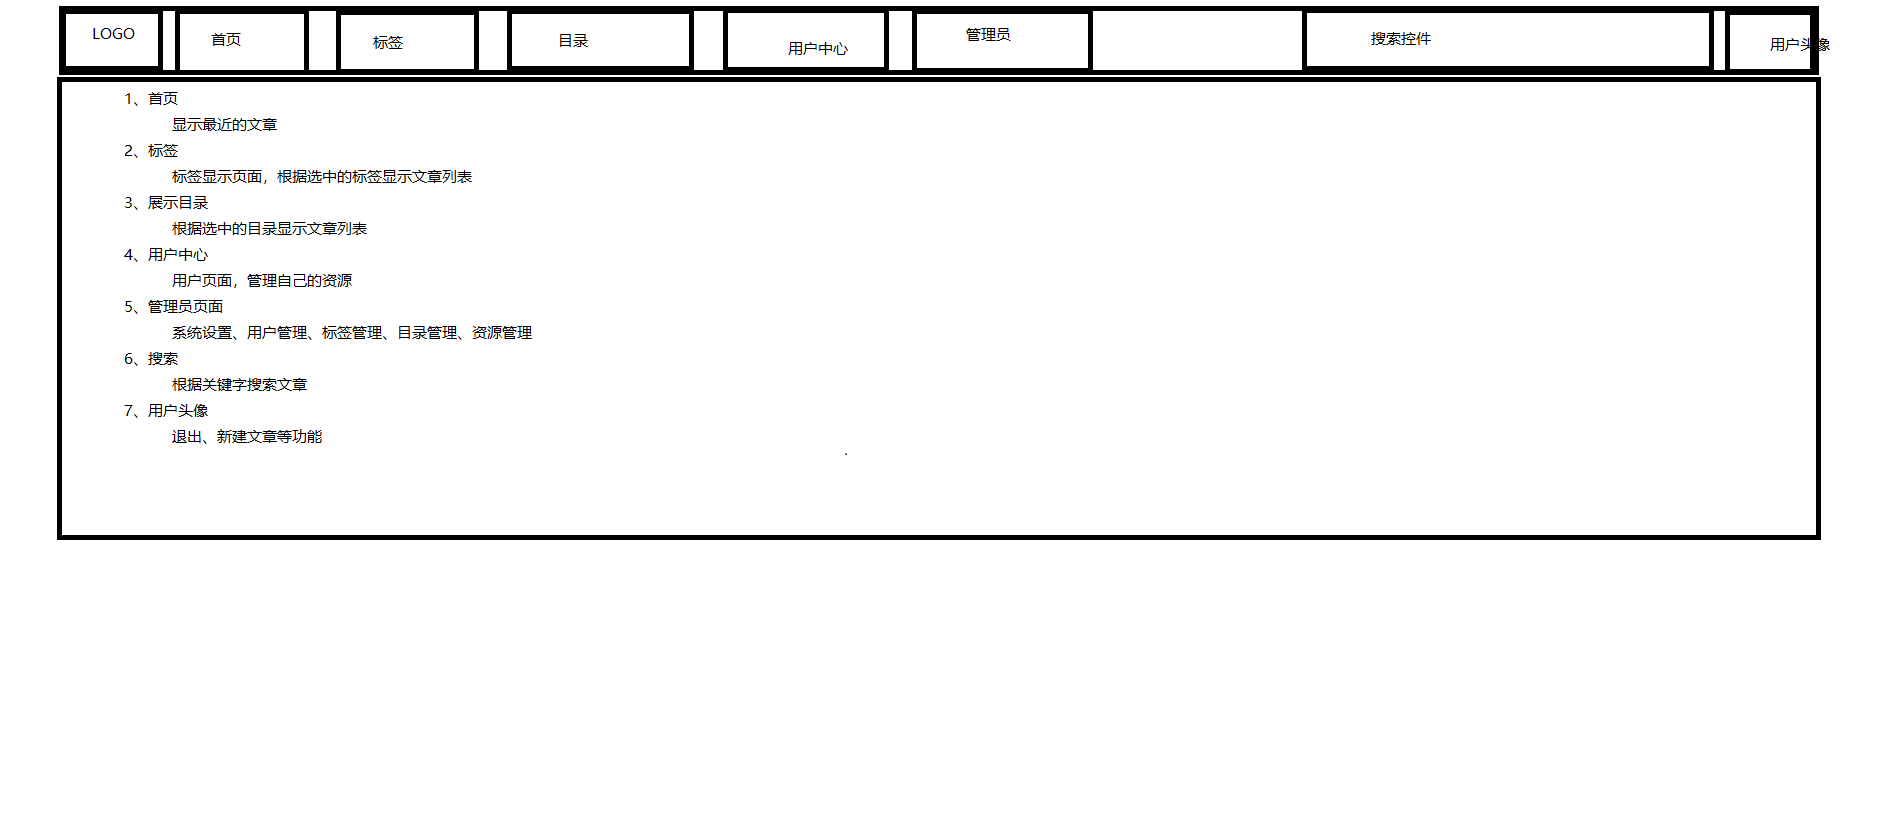 LOGO
首页
标签
目录
用户中心
管理员
搜索控件
用户头像
1、首页
显示最近的文章
2、标签
标签显示页面，根据选中的标签显示文章列表
3、展示目录
根据选中的目录显示文章列表
4、用户中心
用户页面，管理自己的资源
5、管理员页面
系统设置、用户管理、标签管理、目录管理、资源管理
6、搜索
根据关键字搜索文章
7、用户头像
退出、新建文章等功能